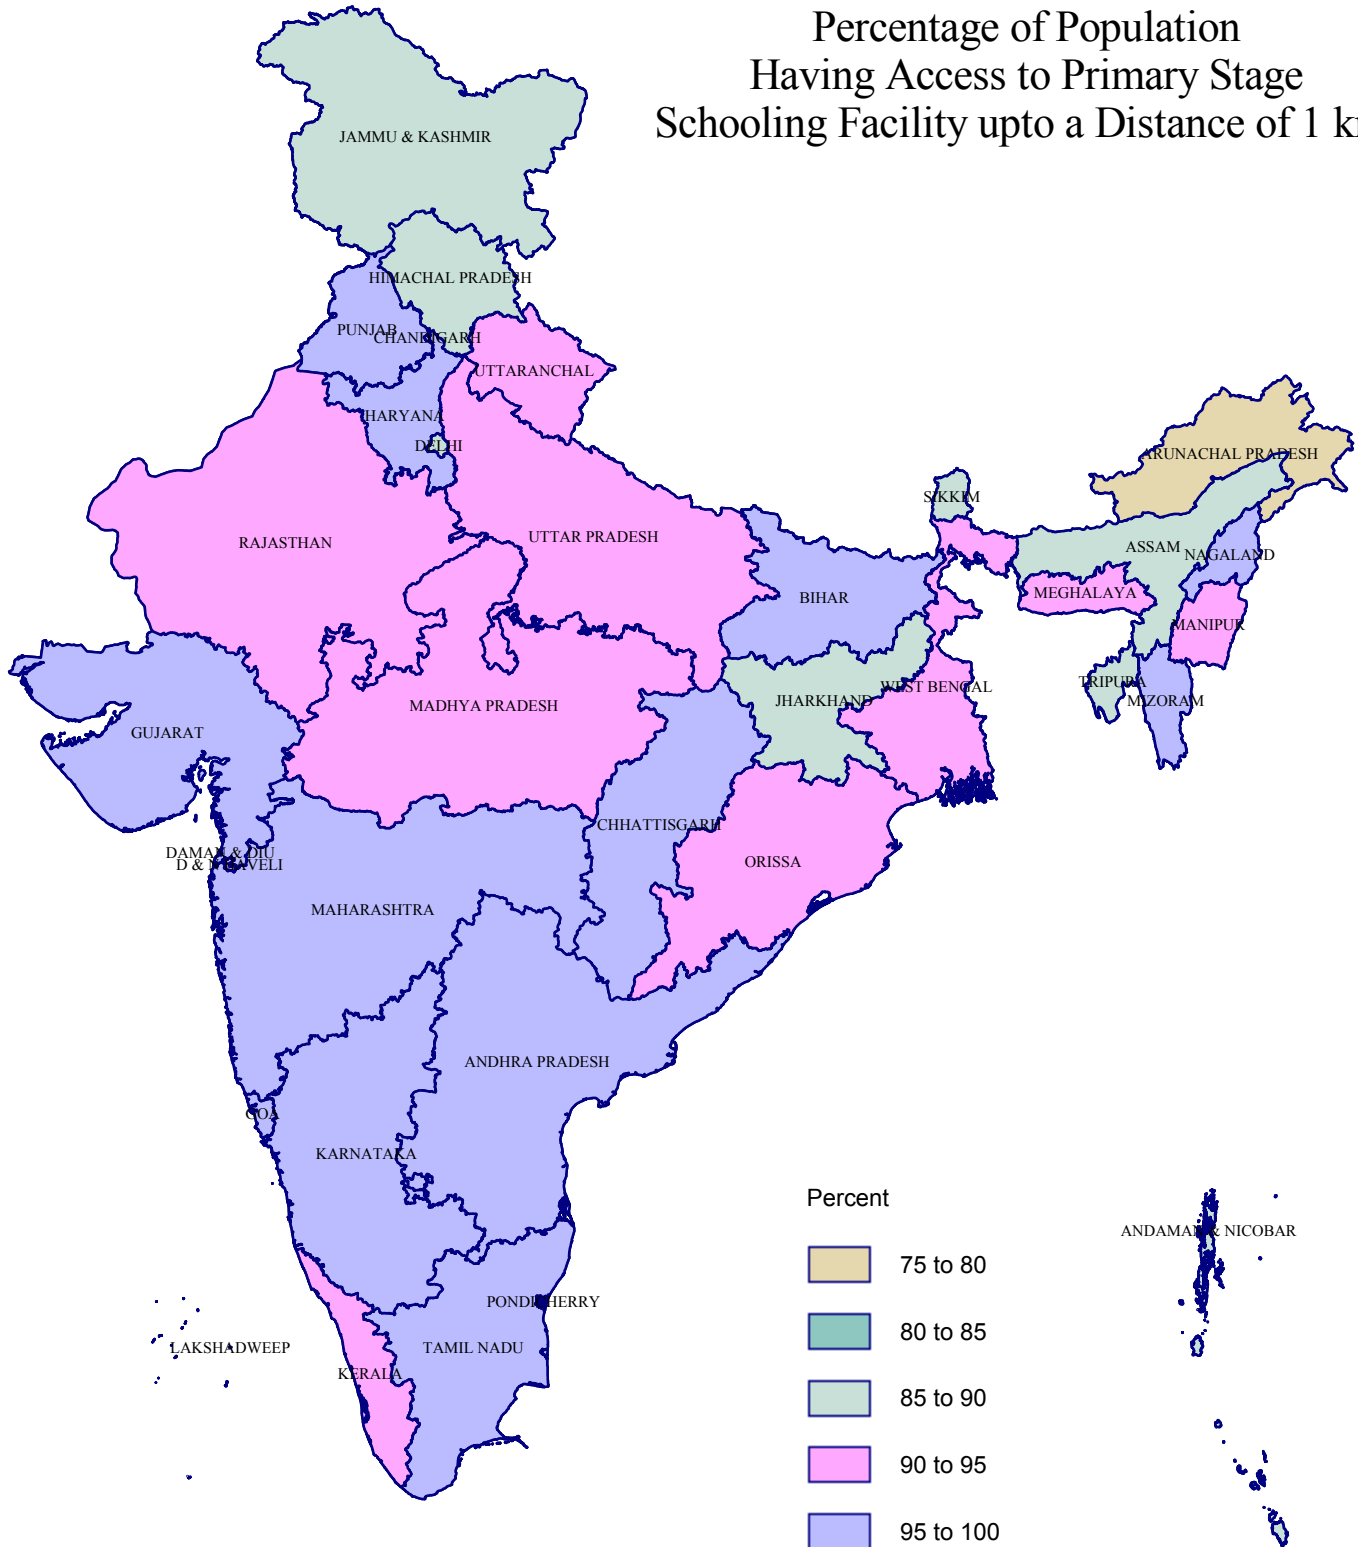 Percentage of Population
Having Access to Primary Stage
Schooling Facility upto a Distance of 1 k
JAMMU & KASHMIR
HIMACHAL PRADESH
PUNJAB
CHANDIGARH
UTTARANCHAL
HARYANA
DELHI
ARUNACHAL PRADESH
SIKKIM
RAJASTHAN
UTTAR PRADESH
ASSAM
NAGALAND
BIHAR
MEGHALAYA
MANIPUR
TRIPURA
WEST BENGAL
JHARKHAND
MIZORAM
MADHYA PRADESH
GUJARAT
CHHATTISGARH
DAMAN & DIU
D & N HAVELI
ORISSA
MAHARASHTRA
ANDHRA PRADESH
GOA
KARNATAKA
Percent
ANDAMAN & NICOBAR
75 to 80
PONDICHERRY
80 to 85
LAKSHADWEEP
TAMIL NADU
KERALA
85 to 90
90 to 95
95 to 100